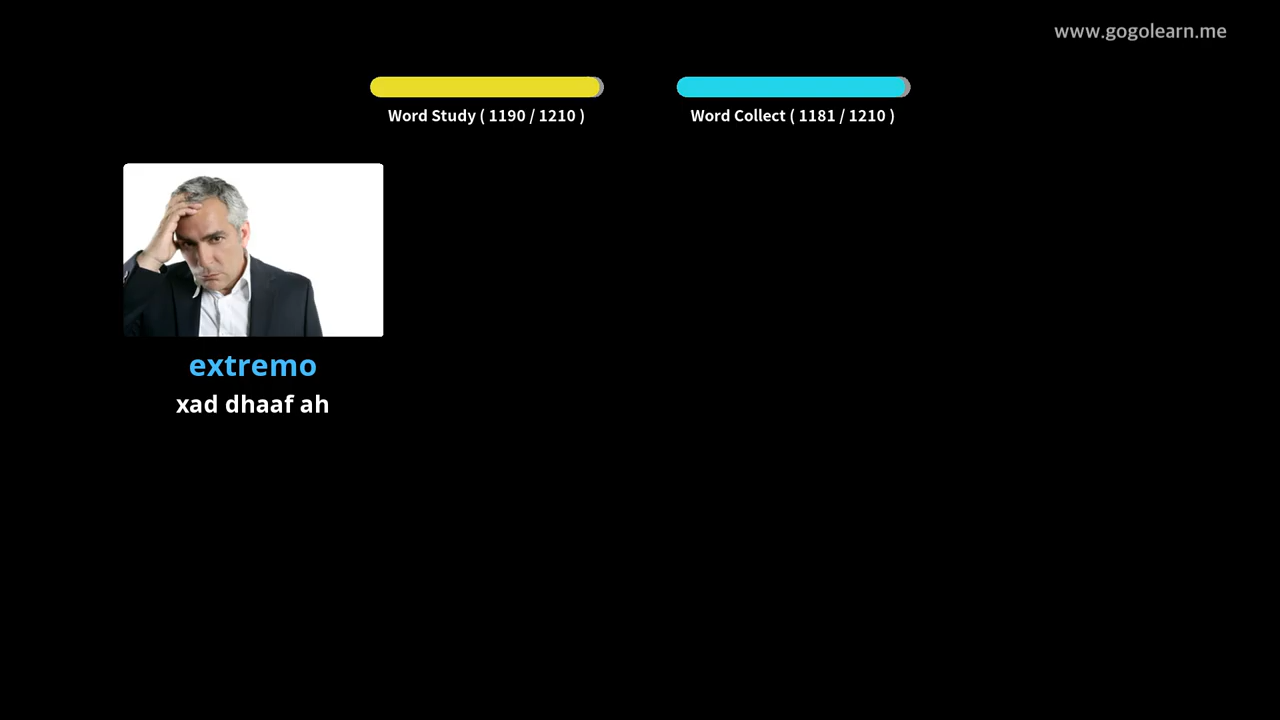 www.gogolearn.me
Word Study ( 1190 / 1210 )
Word Collect ( 1181 / 1210 )
extremo
xad dhaaf ah